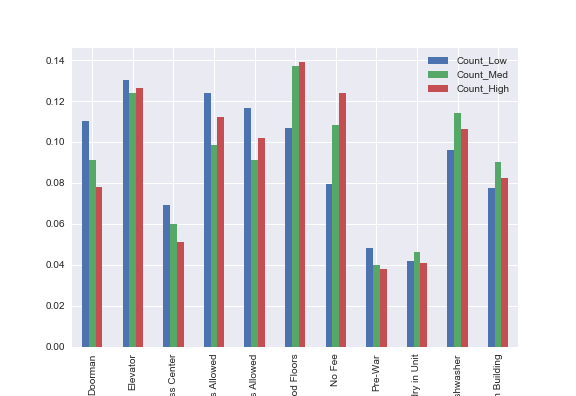 0.14
0.12
0.10
0.08
0.06
0.04
0.02
0.00
Count_Low
Count_Med
Count_High
Doorman
Elevator
ss Center
s Allowed
s Allowed
od Floors
No Fee
Pre-War
dry in Unit
shwasher
n Building